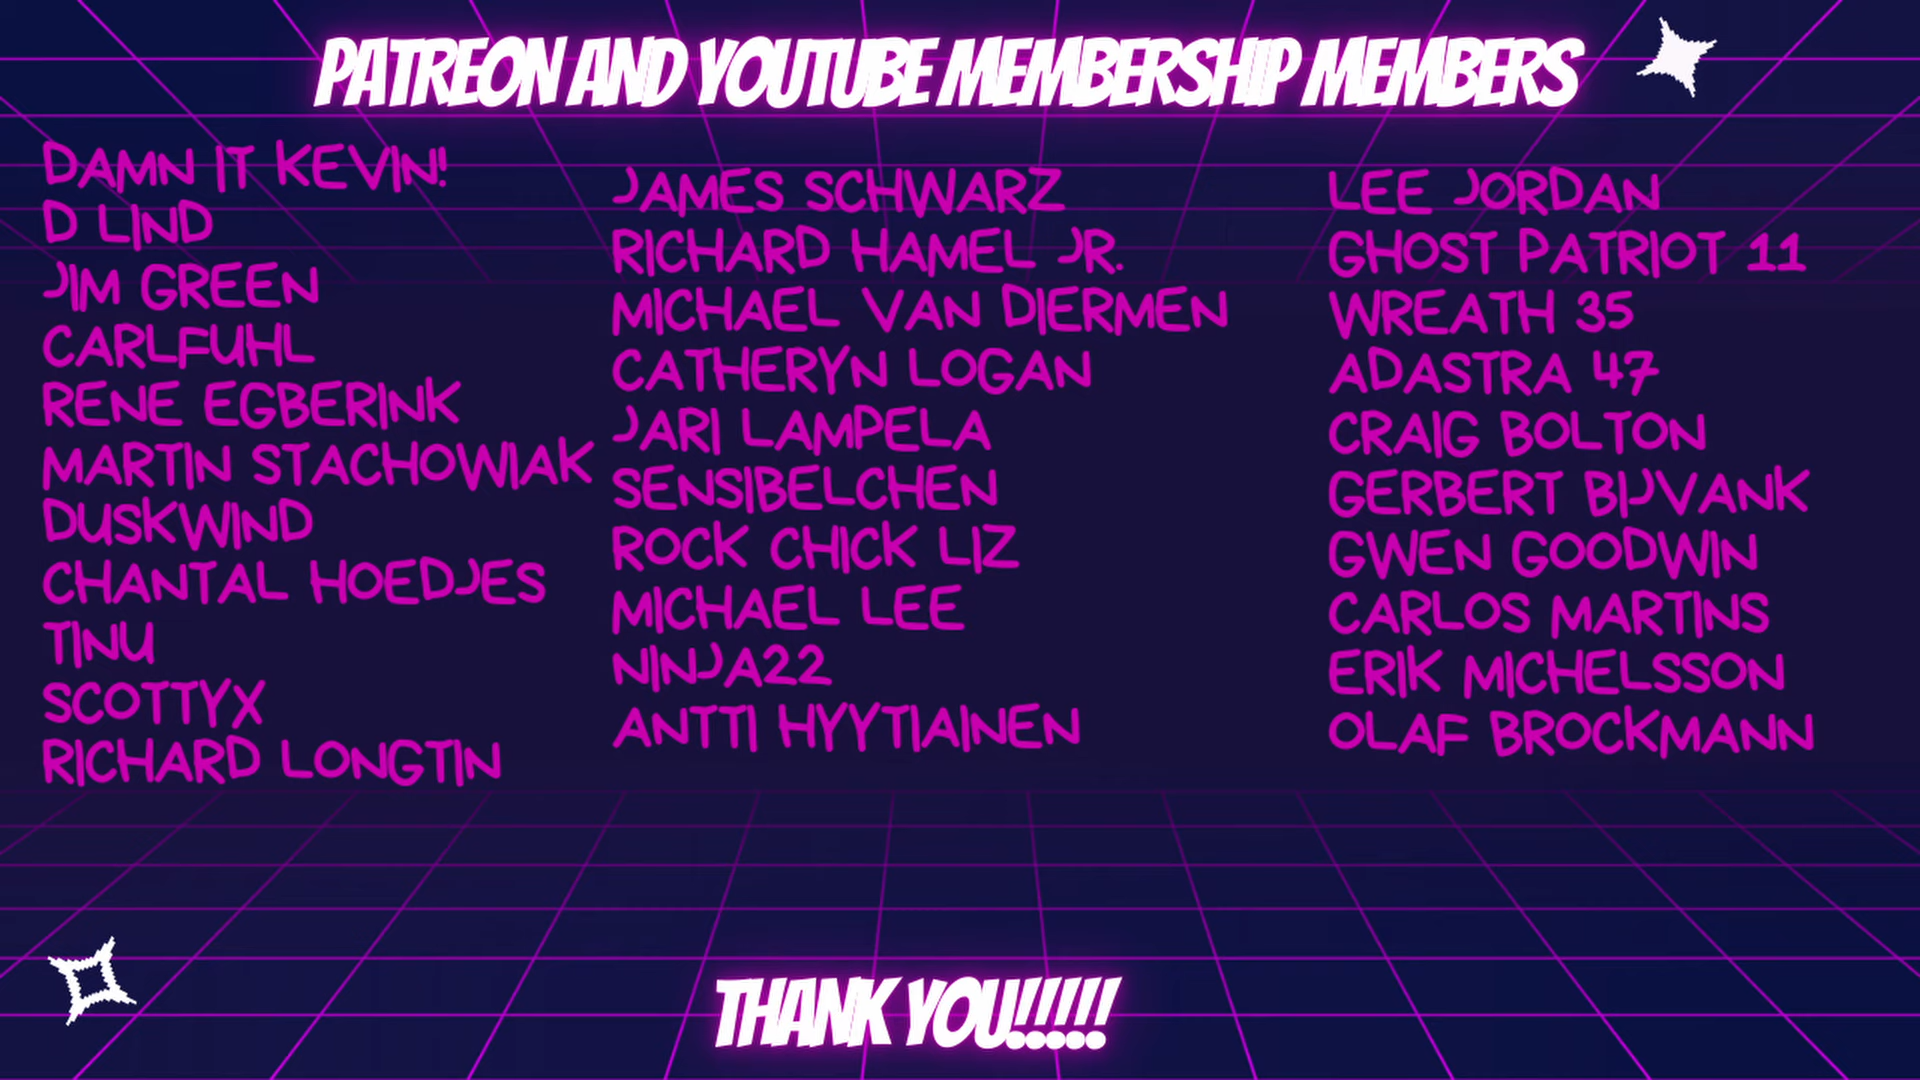 PATREON AND YOUTUBE MEMBERSHIP MEMBERS
DAMN IT KEVIN!
D LIND
JIM GREEN
CARLFUHL
RENE EGBERINK
MARTIN STACHOWIAK
DUSKWIND
CHANTAL HOEDJES
TINU
SCOTTYX
RICHARD LONGTIN
JAMES SCHWARZ
RICHARD HAMEL JR.
MICHAEL VAN DIERMEN
CATHERYN LOGAN
JARI LAMPELA
SENSIBELCHEN
ROCK CHICK LIZ
MICHAEL LEE
NINJA22
ANTTI HYYTIAINEN
LEE JORDAN
GHOST PATRIOT 11
WREATH 35
ADASTRA 47
CRAIG BOLTON
GERBERT BIJVANK
GWEN GOODWIN
CARLOS MARTINS
ERIK MICHELSSON
OLAF BROCKMANN
THANK YOU!!!!!